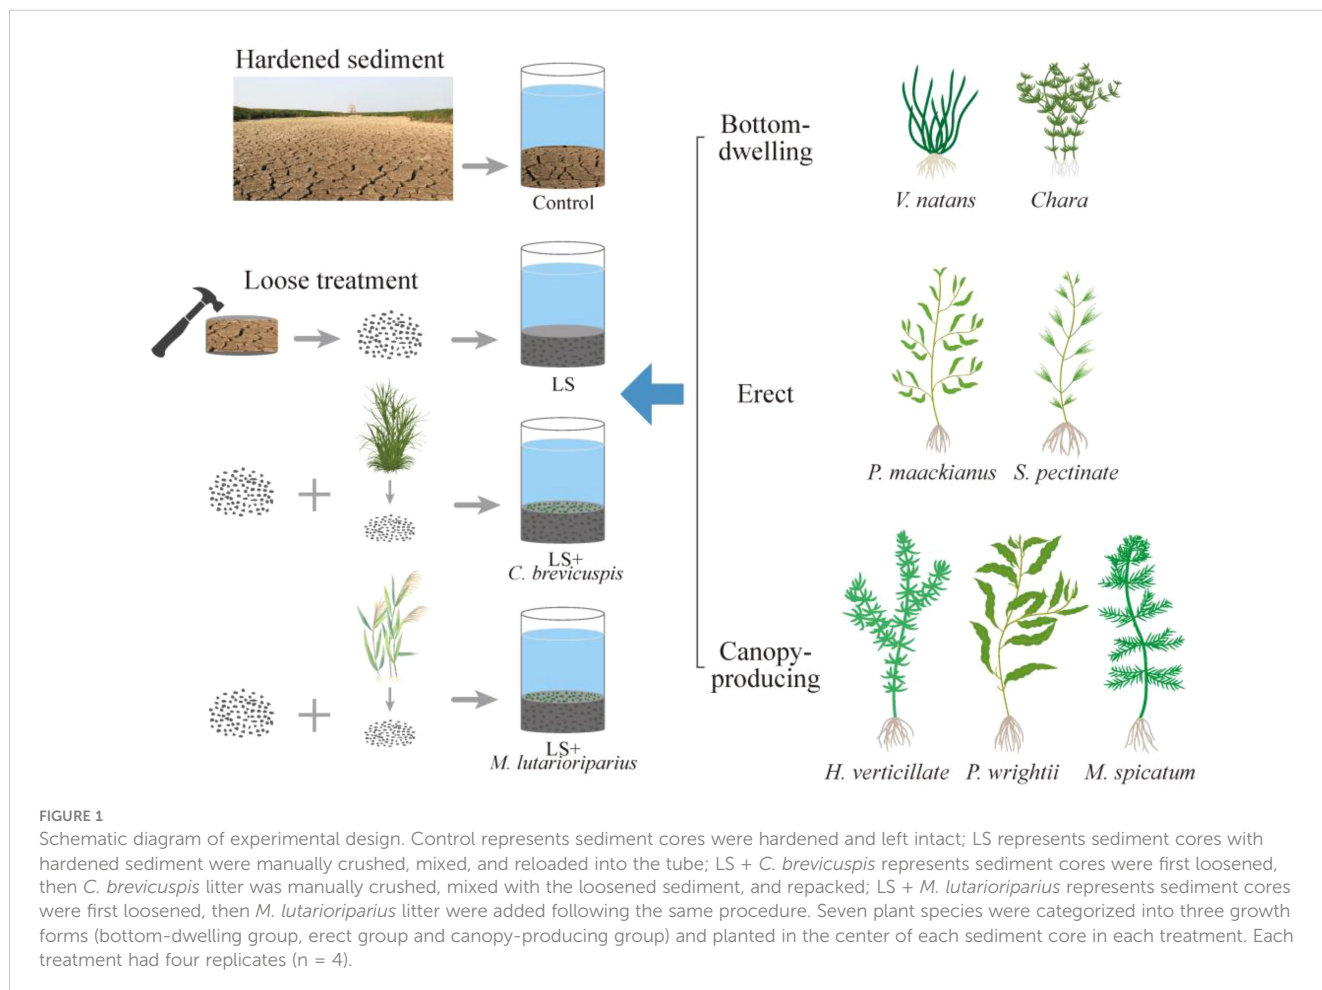 Hardened sediment
Control
Loose treatment
LS
LS+
C. brevicuspis
LS+
M. lutarioriparius
Bottom-
dwelling
V. natans
Chara
Erect
P. maackianus
S. pectinate
Canopy-
producing
H. verticillate
P. wrightii
M. spicatum
FIGURE 1
Schematic diagram of experimental design. Control represents sediment cores were hardened and left intact; LS represents sediment cores with
hardened sediment were manually crushed, mixed, and reloaded into the tube; LS + C. brevicuspis represents sediment cores were first loosened,
then C. brevicuspis litter was manually crushed, mixed with the loosened sediment, and repacked; LS + M. lutarioriparius represents sediment cores
were first loosened, then M. lutarioriparius litter were added following the same procedure. Seven plant species were categorized into three growth
forms (bottom-dwelling group, erect group and canopy-producing group) and planted in the center of each sediment core in each treatment. Each
treatment had four replicates (n = 4).